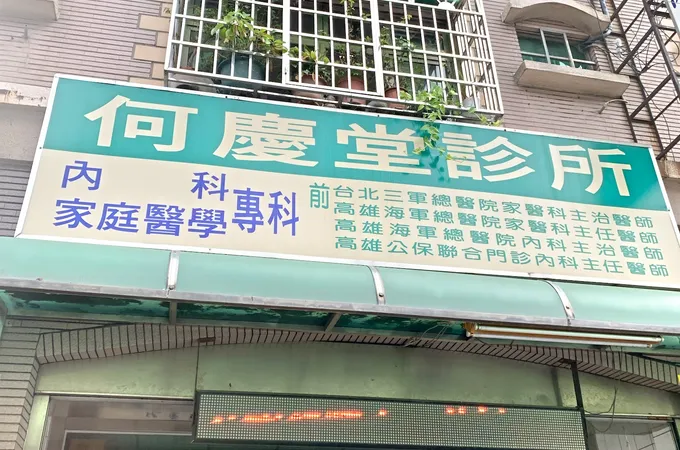 何慶堂診所
內科
家庭醫學專科
前
台北三軍總醫院家醫科主治醫師
高雄海軍總醫院家醫科主任醫師
高雄海軍總醫院內科主治醫師
高雄公保聯合門診內科主任醫師